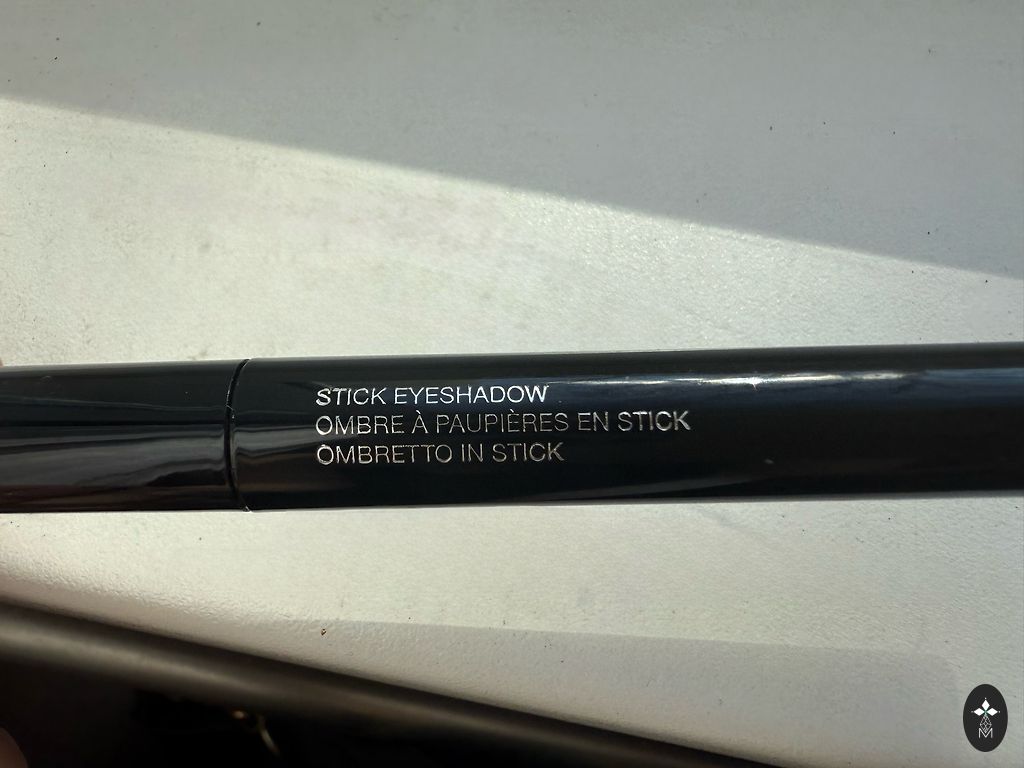 STICK EYESHADOW
OMBRE À PAUPIÈRES EN STICK
OMBRETTO IN STICK
M